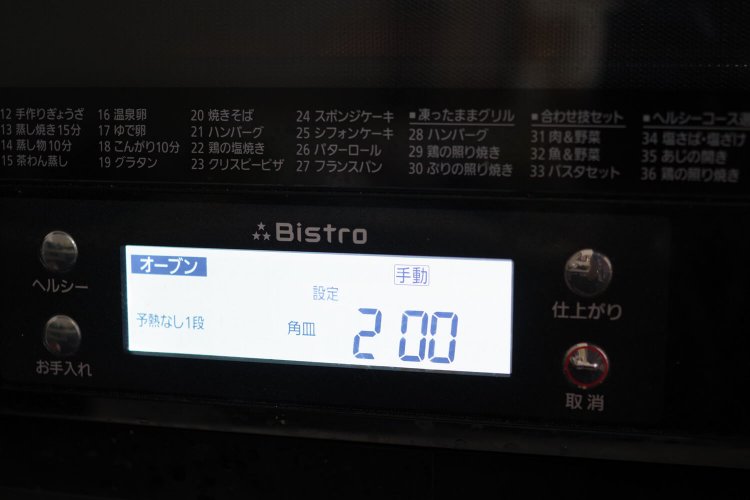 12 手作りぎょうざ
13 蒸し焼き15分
14 蒸し物10分
15 茶わん蒸し
16 温泉卵
17 ゆで卵
18 こんがり10分
19 グラタン
20 焼きそば
21 ハンバーグ
22 鶏の塩焼き
23 クリスピーピザ
24 スポンジケーキ
25 シフォンケーキ
26 バターロール
27 フランスパン
■凍ったままグリル
28 ハンバーグ
29 鶏の照り焼き
30 ぶりの照り焼き
■合わせ技セット
31 肉&野菜
32 魚&野菜
33 パスタセット
■ヘルシーコース
34 塩さば・塩ざけ
35 あじの開き
36 鶏の照り焼き
Bistro
ヘルシー
お手入れ
オーブン
手動
設定
予熱なし1段
角皿
200
仕上がり
取消